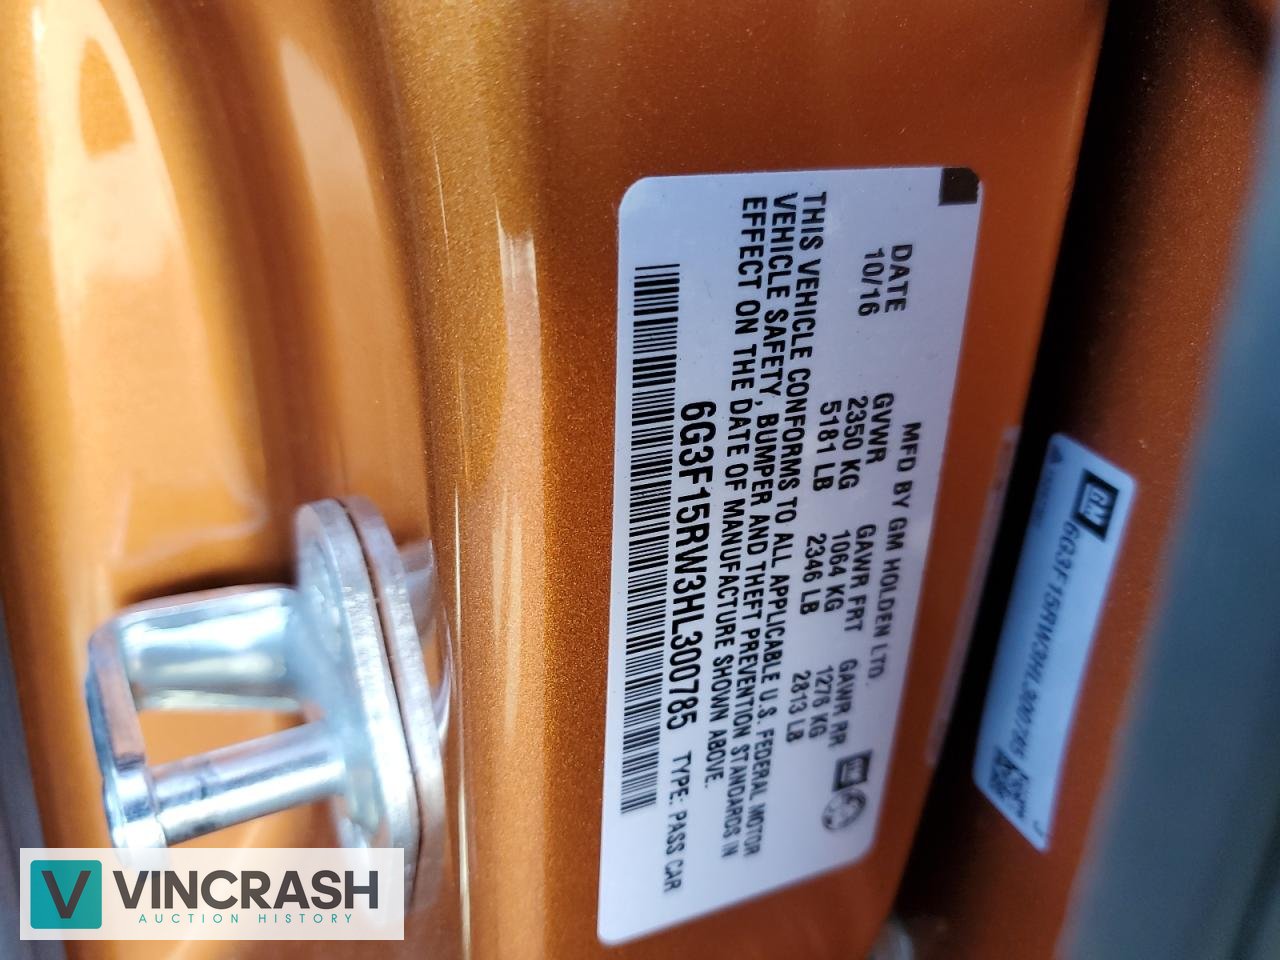 MFD BY GM HOLDEN LTD.
DATE GVWR GAWR FRT GAWR RR
10/16 2350 KG 1064 KG 1276 KG
5181 LB 2346 LB 2813 LB
GM
THIS VEHICLE CONFORMS TO ALL APPLICABLE U.S. FEDERAL MOTOR
VEHICLE SAFETY, BUMPER AND THEFT PREVENTION STANDARDS IN
EFFECT ON THE DATE OF MANUFACTURE SHOWN ABOVE.
6G3F15RW3HL300785 TYPE: PASS CAR
GM
6G3F15RW3HL300785
V VINCRASH
AUCTION HISTORY